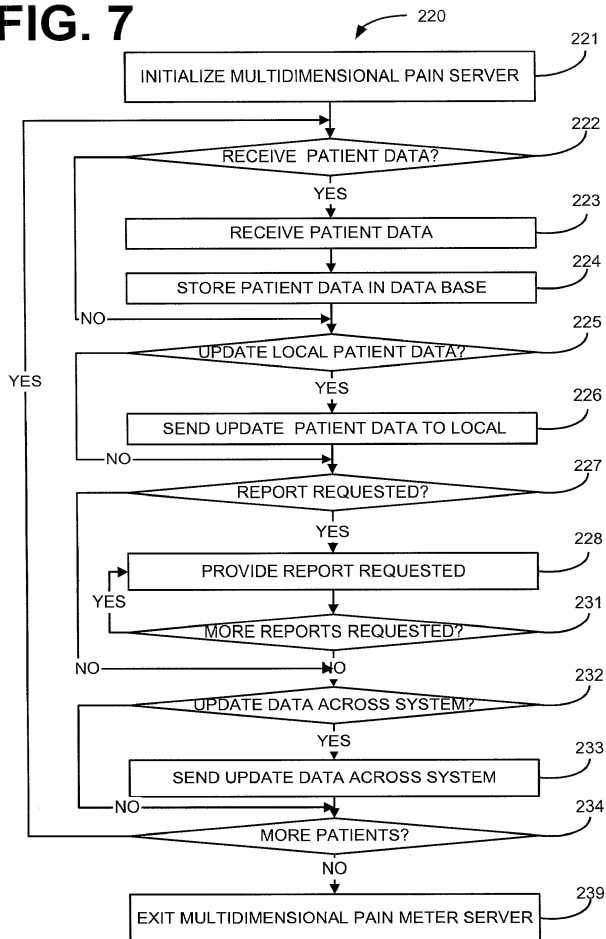 FIG. 7
220
INITIALIZE MULTIDIMENSIONAL PAIN SERVER
221
RECEIVE PATIENT DATA?
222
YES
RECEIVE PATIENT DATA
223
STORE PATIENT DATA IN DATA BASE
224
NO
UPDATE LOCAL PATIENT DATA?
225
YES
YES
SEND UPDATE PATIENT DATA TO LOCAL
226
NO
REPORT REQUESTED?
227
YES
PROVIDE REPORT REQUESTED
228
YES
MORE REPORTS REQUESTED?
231
NO
NO
UPDATE DATA ACROSS SYSTEM?
232
YES
SEND UPDATE DATA ACROSS SYSTEM
233
NO
MORE PATIENTS?
234
NO
EXIT MULTIDIMENSIONAL PAIN METER SERVER
239